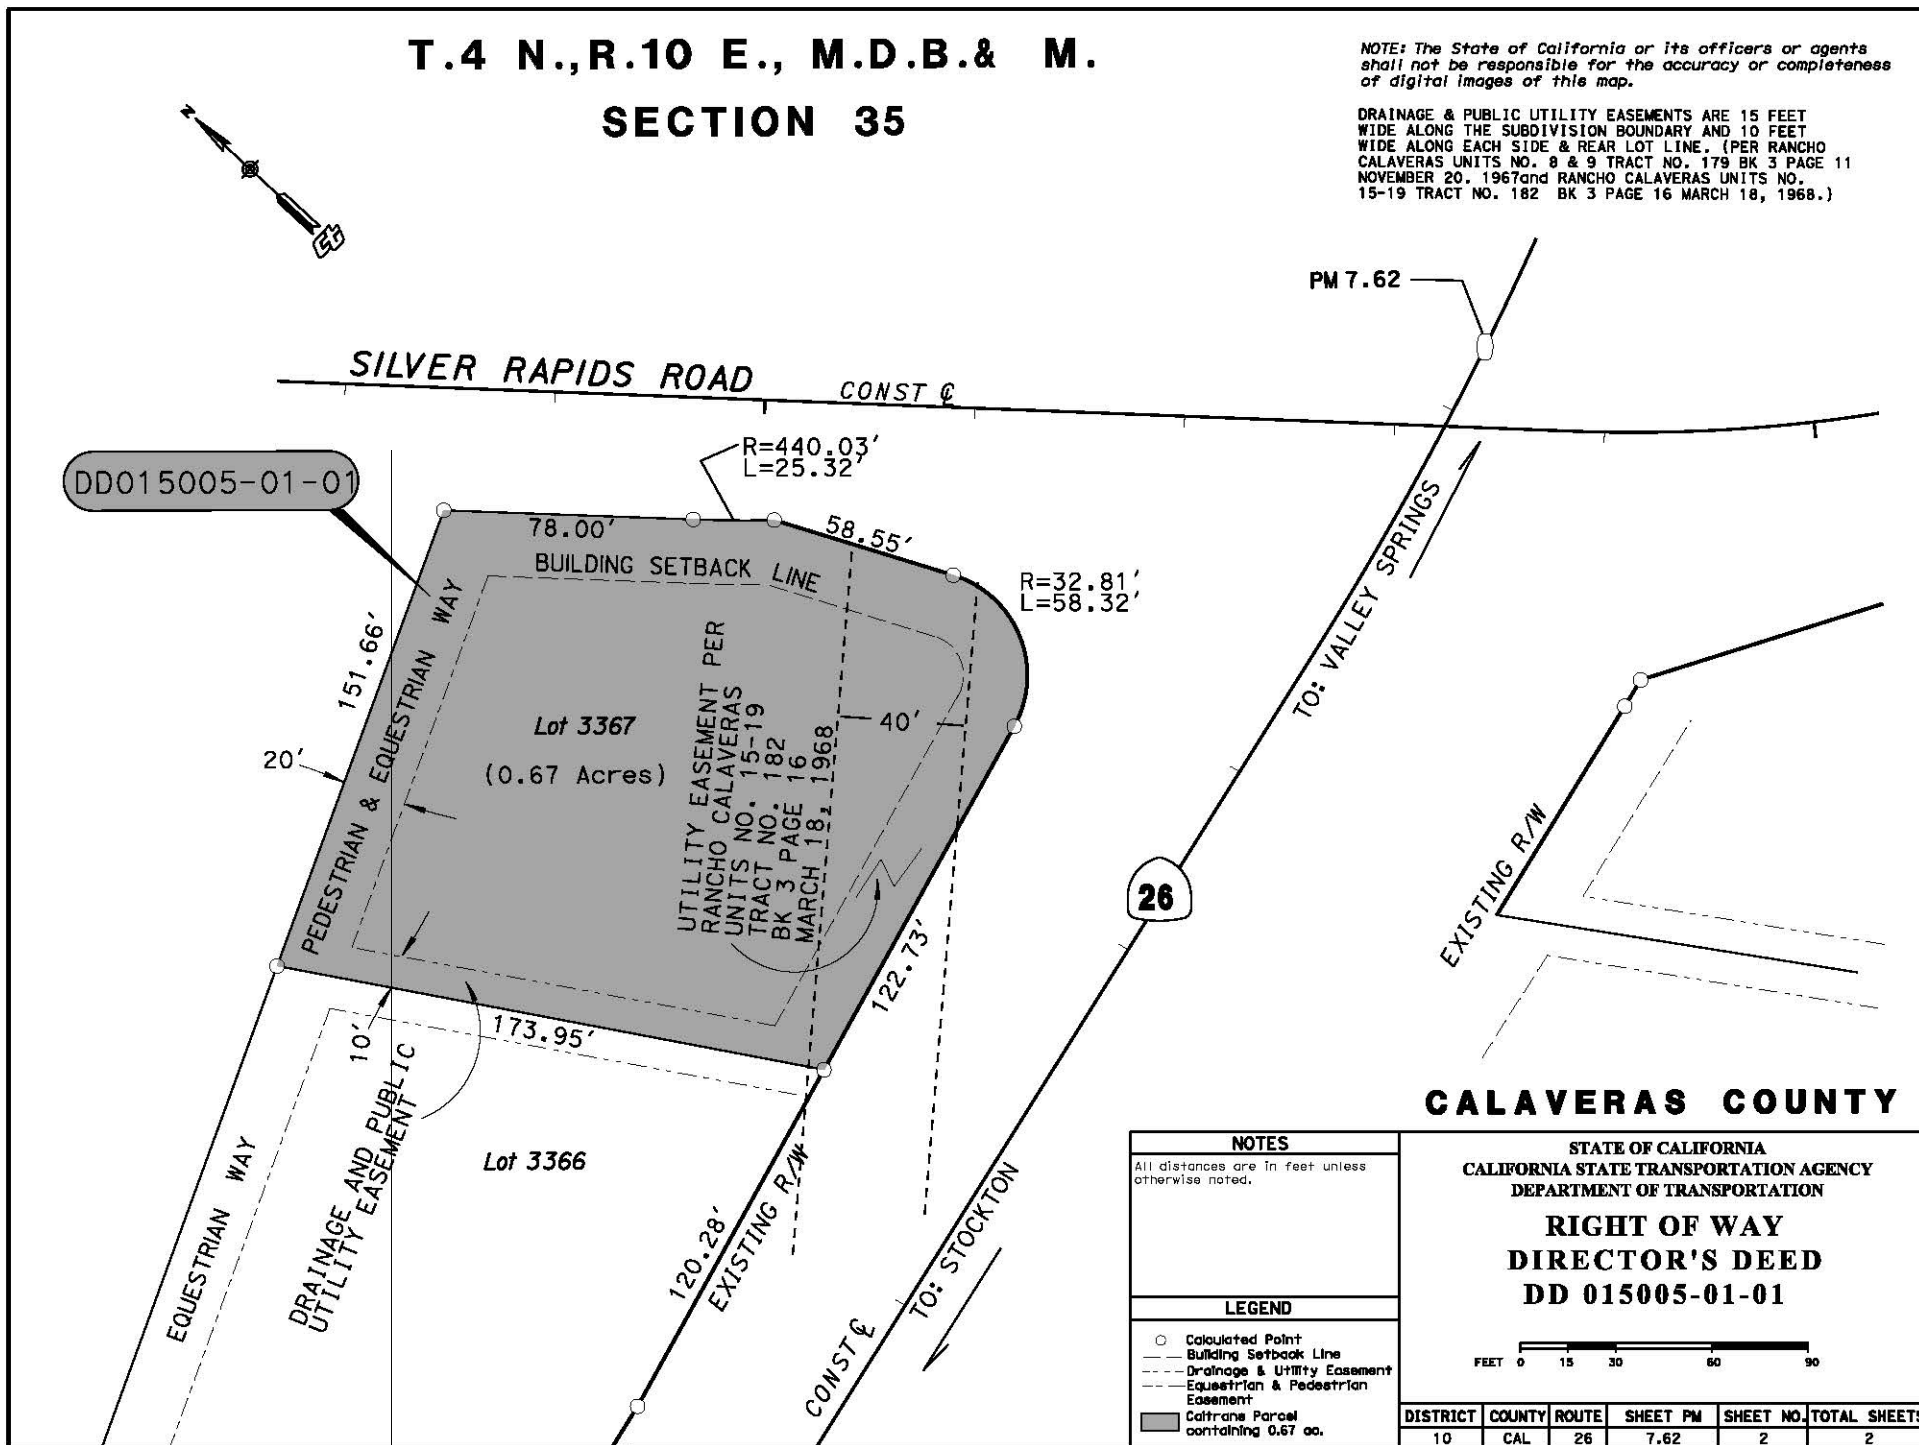 T.4 N.,R.10 E., M.D.B.& M.
SECTION 35
NOTE: The State of California or its officers or agents
shall not be responsible for the accuracy or completeness
of digital images of this map.
DRAINAGE & PUBLIC UTILITY EASEMENTS ARE 15 FEET
WIDE ALONG THE SUBDIVISION BOUNDARY AND 10 FEET
WIDE ALONG EACH SIDE & REAR LOT LINE. (PER RANCHO
CALAVERAS UNITS NO. 8 & 9 TRACT NO. 179 BK 3 PAGE 11
NOVEMBER 20. 1967and RANCHO CALAVERAS UNITS NO.
15-19 TRACT NO. 182 BK 3 PAGE 16 MARCH 18, 1968.)
N
ct
PM 7.62
SILVER RAPIDS ROAD
CONST ℄
R=440.03'
L=25.32'
DD015005-01-01
78.00'
58.55'
BUILDING SETBACK LINE
R=32.81'
L=58.32'
151.66'
20'
PEDESTRIAN & EQUESTRIAN WAY
Lot 3367
(0.67 Acres)
UTILITY EASEMENT PER
RANCHO CALAVERAS
UNITS NO. 15-19
TRACT NO. 182
BK 3 PAGE 16
MARCH 18, 1968
40'
122.73'
TO: VALLEY SPRINGS
26
EXISTING R/W
173.95'
10'
DRAINAGE AND PUBLIC
UTILITY EASEMENT
EQUESTRIAN WAY
Lot 3366
120.28'
EXISTING R/W
TO: STOCKTON
CONST ℄
CALAVERAS COUNTY
NOTES
All distances are in feet unless
otherwise noted.
LEGEND
Calculated Point
Building Setback Line
Drainage & Utility Easement
Equestrian & Pedestrian
Easement
Caltrans Parcel
containing 0.67 ac.
STATE OF CALIFORNIA
CALIFORNIA STATE TRANSPORTATION AGENCY
DEPARTMENT OF TRANSPORTATION
RIGHT OF WAY
DIRECTOR'S DEED
DD 015005-01-01
FEET 0 15 30 60 90
DISTRICT COUNTY ROUTE SHEET PM SHEET NO. TOTAL SHEETS
10 CAL 26 7.62 2 2